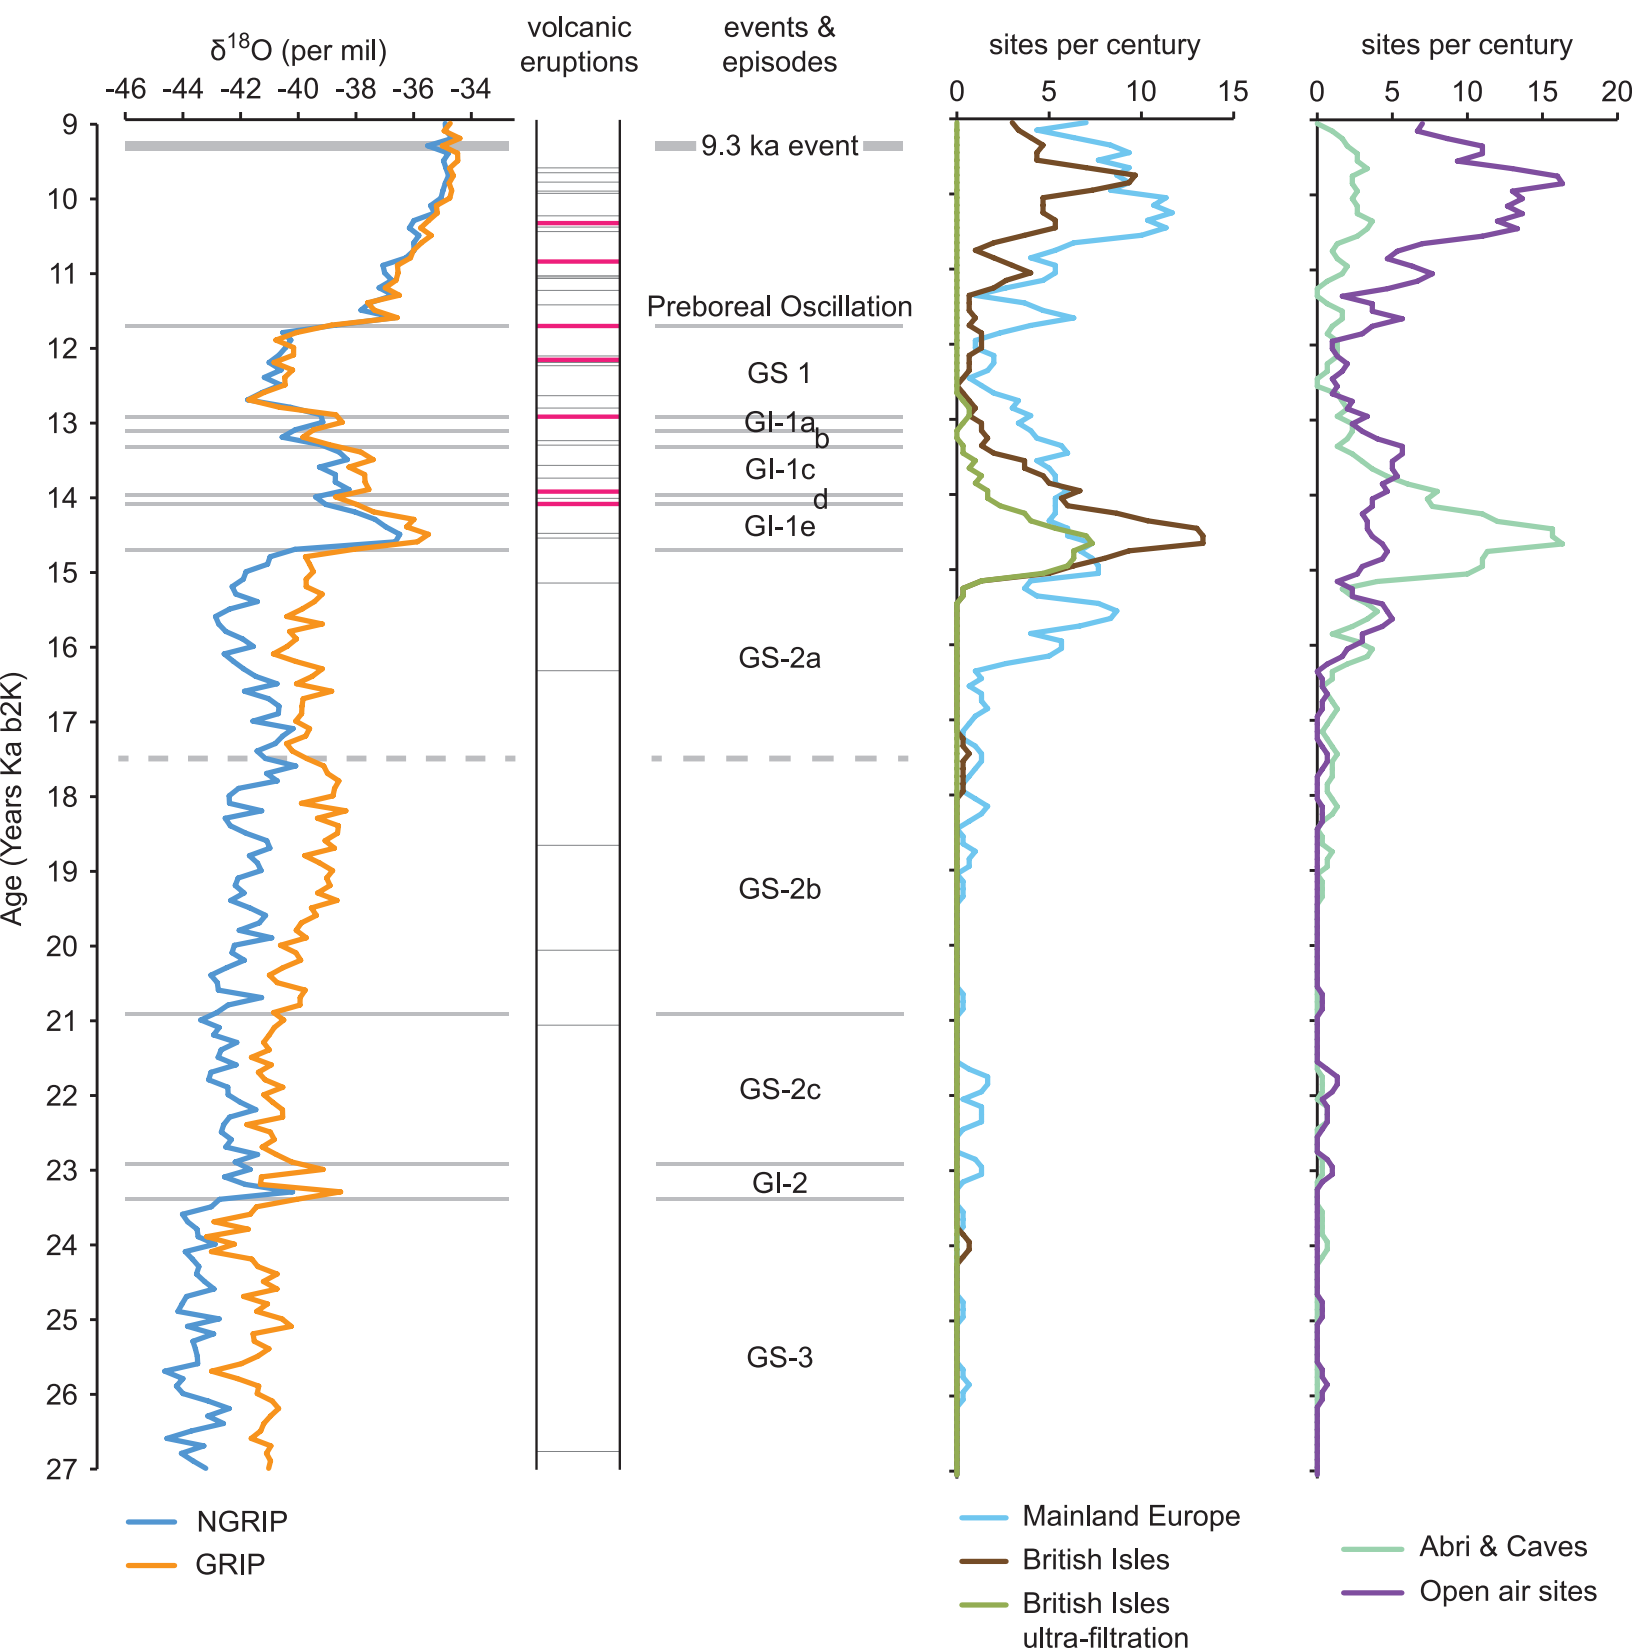 δ18O (per mil)
-46 -44 -42 -40 -38 -36 -34
volcanic
eruptions
events &
episodes
sites per century
0 5 10 15
sites per century
0 5 10 15 20
Age (Years Ka b2K)
9
10
11
12
13
14
15
16
17
18
19
20
21
22
23
24
25
26
27
9.3 ka event
Preboreal Oscillation
GS 1
GI-1a
b
GI-1c
d
GI-1e
GS-2a
GS-2b
GS-2c
GI-2
GS-3
NGRIP
GRIP
Mainland Europe
British Isles
British Isles
ultra-filtration
Abri & Caves
Open air sites